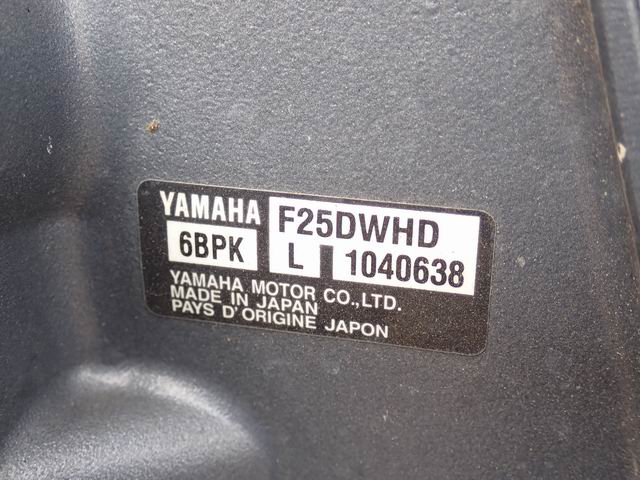 YAMAHA F25DWHD
6BPK L 1040638
YAMAHA MOTOR CO.,LTD.
MADE IN JAPAN
PAYS D'ORIGINE JAPON